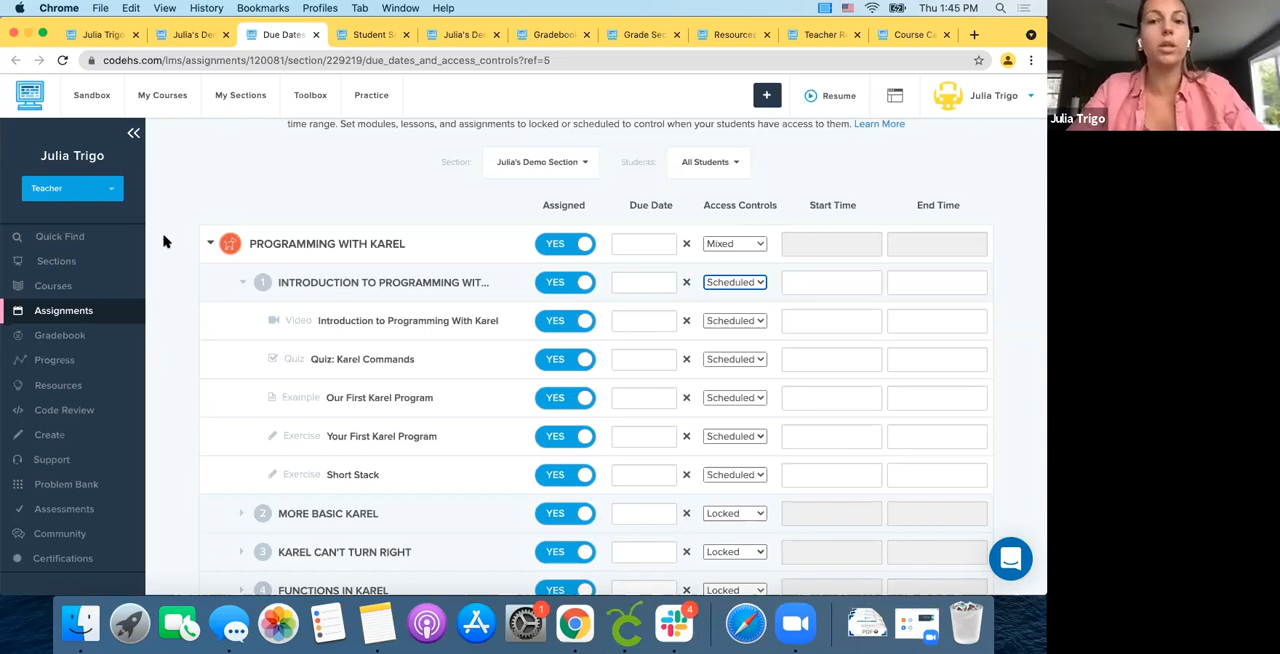 Chrome File Edit View History Bookmarks Profiles Tab Window Help Thu 1:45 PM
Julia Trigo Julia's De Due Dates Student S Julia's De Gradebook Grade Sec Resources Teacher Re Course Ca
codehs.com/lms/assignments/120081/section/229219/due_dates_and_access_controls?ref=5
Sandbox My Courses My Sections Toolbox Practice + Resume Julia Trigo
Julia Trigo
time range. Set modules, lessons, and assignments to locked or scheduled to control when your students have access to them. Learn More
Julia Trigo
Section: Julia's Demo Section Students: All Students
Teacher
Assigned Due Date Access Controls Start Time End Time
Quick Find
PROGRAMMING WITH KAREL YES Mixed
Sections
1 INTRODUCTION TO PROGRAMMING WIT... YES Scheduled
Courses
Assignments
Video Introduction to Programming With Karel YES Scheduled
Gradebook
Progress
Quiz Quiz: Karel Commands YES Scheduled
Resources
Example Our First Karel Program YES Scheduled
Code Review
Create
Exercise Your First Karel Program YES Scheduled
Support
Exercise Short Stack YES Scheduled
Problem Bank
Assessments
2 MORE BASIC KAREL YES Locked
Community
3 KAREL CAN'T TURN RIGHT YES Locked
Certifications
4 FUNCTIONS IN KAREL YES Locked
1 4
PDF